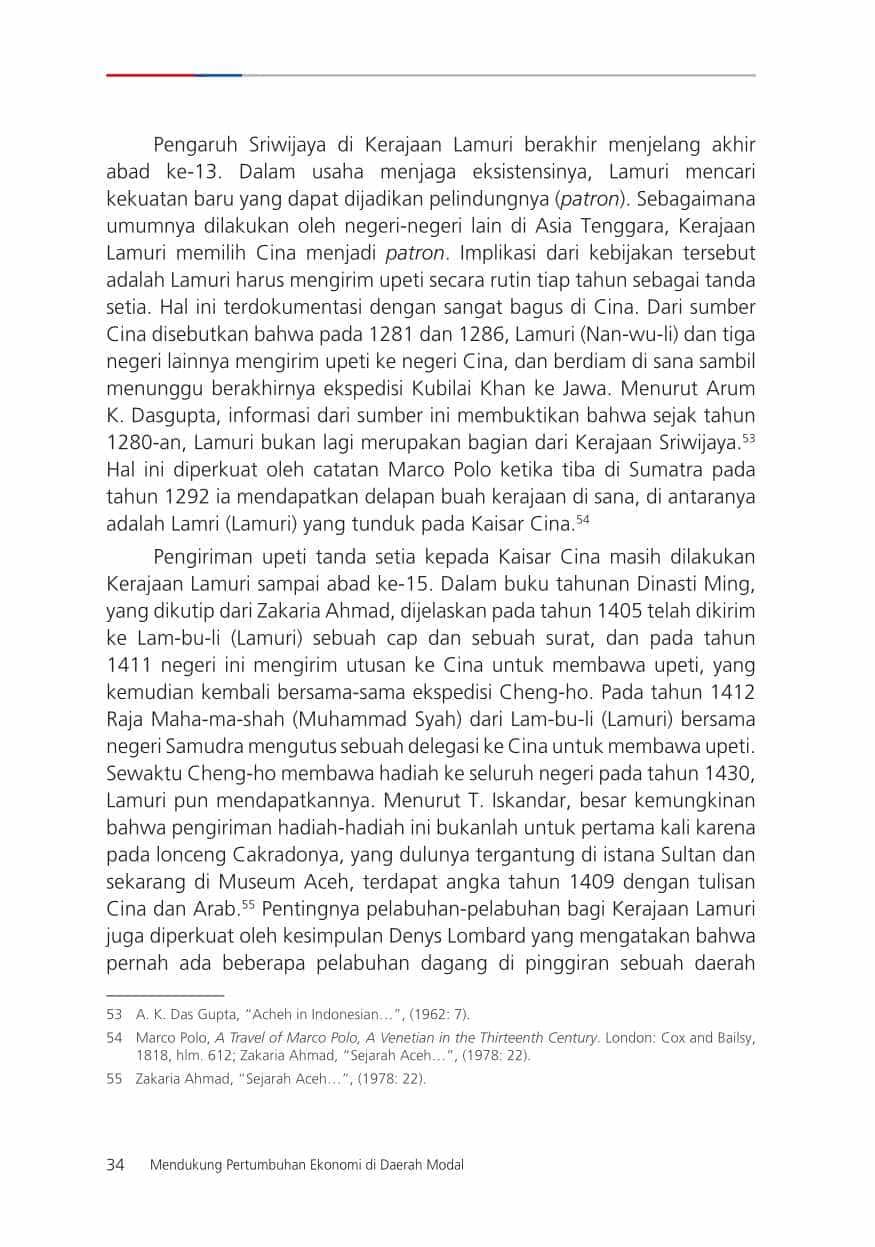 Pengaruh Sriwijaya di Kerajaan Lamuri berakhir menjelang akhir
abad ke-13. Dalam usaha menjaga eksistensinya, Lamuri mencari
kekuatan baru yang dapat dijadikan pelindungnya (patron). Sebagaimana
umumnya dilakukan oleh negeri-negeri lain di Asia Tenggara, Kerajaan
Lamuri memilih Cina menjadi patron. Implikasi dari kebijakan tersebut
adalah Lamuri harus mengirim upeti secara rutin tiap tahun sebagai tanda
setia. Hal ini terdokumentasi dengan sangat bagus di Cina. Dari sumber
Cina disebutkan bahwa pada 1281 dan 1286, Lamuri (Nan-wu-li) dan tiga
negeri lainnya mengirim upeti ke negeri Cina, dan berdiam di sana sambil
menunggu berakhirnya ekspedisi Kubilai Khan ke Jawa. Menurut Arum
K. Dasgupta, informasi dari sumber ini membuktikan bahwa sejak tahun
1280-an, Lamuri bukan lagi merupakan bagian dari Kerajaan Sriwijaya.53
Hal ini diperkuat oleh catatan Marco Polo ketika tiba di Sumatra pada
tahun 1292 ia mendapatkan delapan buah kerajaan di sana, di antaranya
adalah Lamri (Lamuri) yang tunduk pada Kaisar Cina.54
Pengiriman upeti tanda setia kepada Kaisar Cina masih dilakukan
Kerajaan Lamuri sampai abad ke-15. Dalam buku tahunan Dinasti Ming,
yang dikutip dari Zakaria Ahmad, dijelaskan pada tahun 1405 telah dikirim
ke Lam-bu-li (Lamuri) sebuah cap dan sebuah surat, dan pada tahun
1411 negeri ini mengirim utusan ke Cina untuk membawa upeti, yang
kemudian kembali bersama-sama ekspedisi Cheng-ho. Pada tahun 1412
Raja Maha-ma-shah (Muhammad Syah) dari Lam-bu-li (Lamuri) bersama
negeri Samudra mengutus sebuah delegasi ke Cina untuk membawa upeti.
Sewaktu Cheng-ho membawa hadiah ke seluruh negeri pada tahun 1430,
Lamuri pun mendapatkannya. Menurut T. Iskandar, besar kemungkinan
bahwa pengiriman hadiah-hadiah ini bukanlah untuk pertama kali karena
pada lonceng Cakradonya, yang dulunya tergantung di istana Sultan dan
sekarang di Museum Aceh, terdapat angka tahun 1409 dengan tulisan
Cina dan Arab.55 Pentingnya pelabuhan-pelabuhan bagi Kerajaan Lamuri
juga diperkuat oleh kesimpulan Denys Lombard yang mengatakan bahwa
pernah ada beberapa pelabuhan dagang di pinggiran sebuah daerah
53 A. K. Das Gupta, “Acheh in Indonesian…”, (1962: 7).
54 Marco Polo, A Travel of Marco Polo, A Venetian in the Thirteenth Century. London: Cox and Bailsy,
1818, hlm. 612; Zakaria Ahmad, “Sejarah Aceh…”, (1978: 22).
55 Zakaria Ahmad, “Sejarah Aceh…”, (1978: 22).
34 Mendukung Pertumbuhan Ekonomi di Daerah Modal